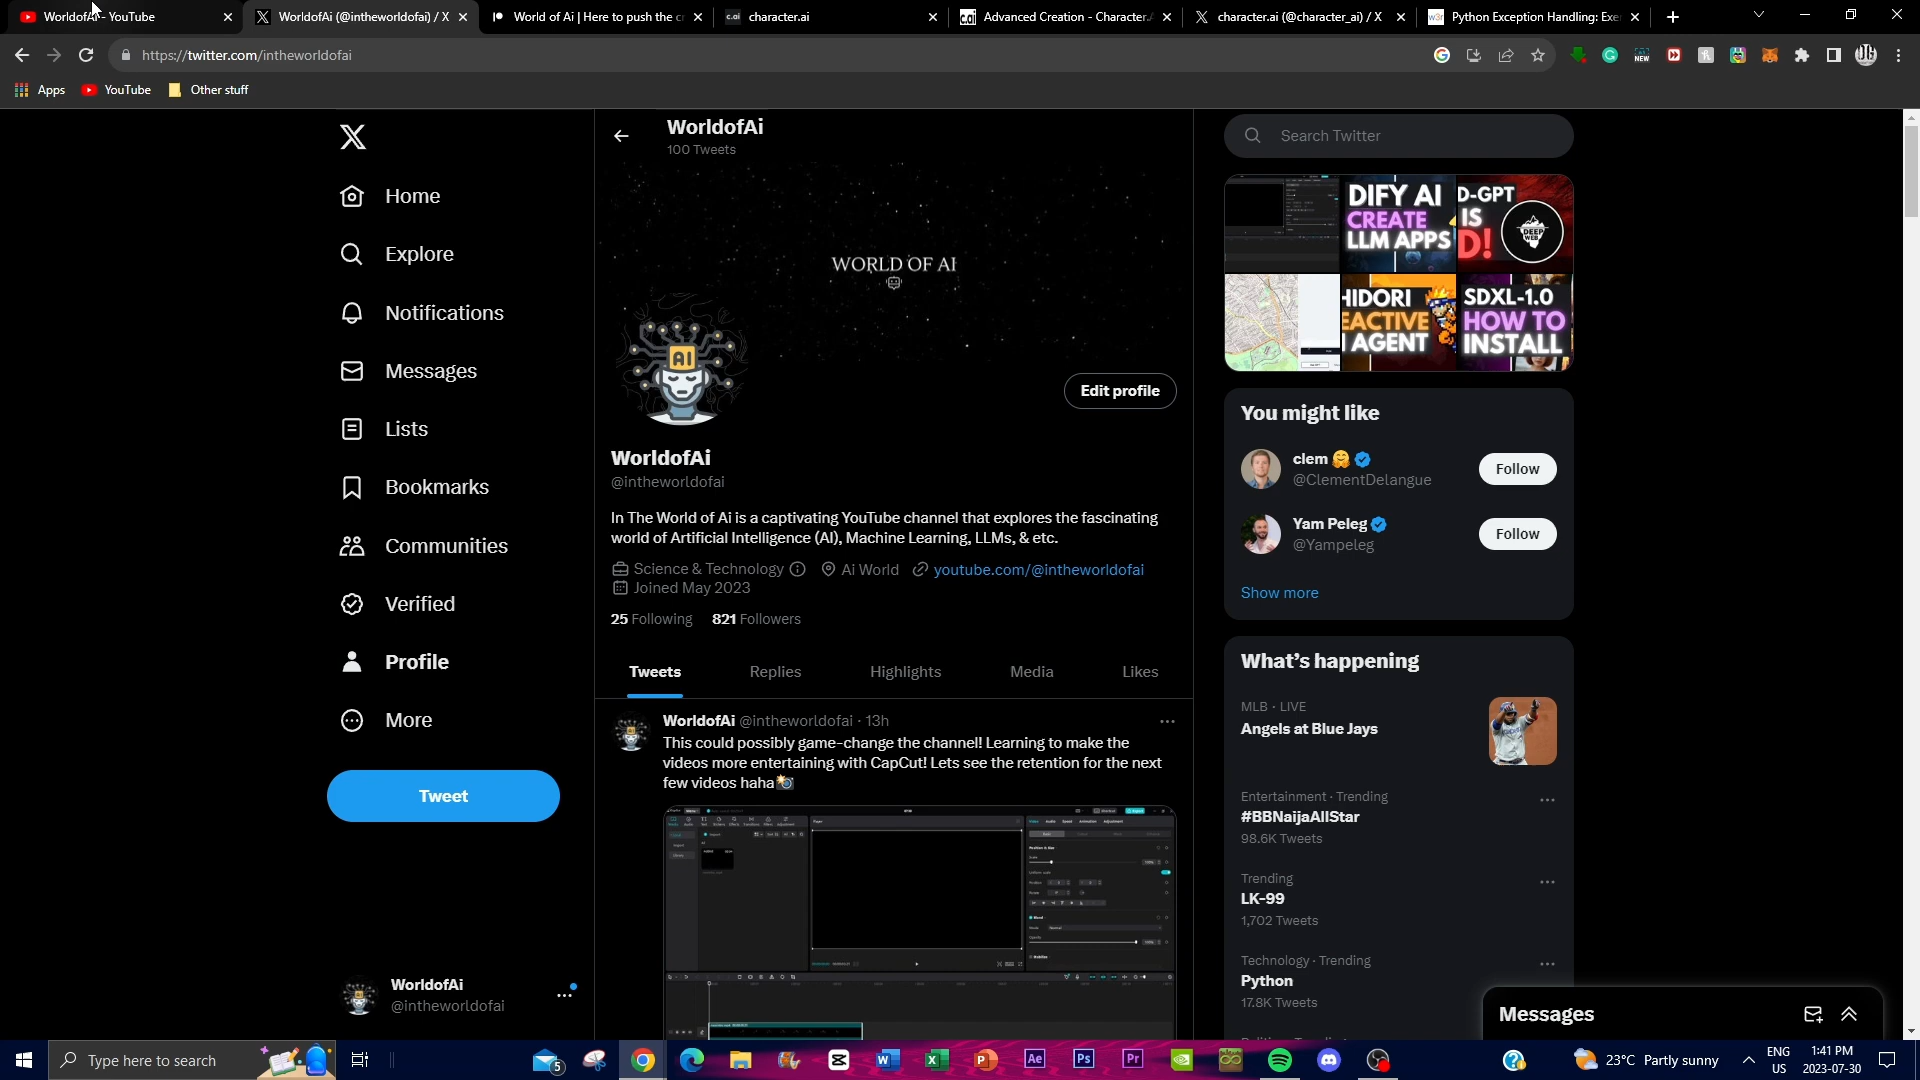 WorldofAi - YouTube
WorldofAi (@intheworldofai) / X
World of Ai | Here to push the c
character.ai
Advanced Creation - Character.A
character.ai (@character_ai) / X
Python Exception Handling: Exe
https://twitter.com/intheworldofai
Apps
YouTube
Other stuff
Home
Explore
Notifications
Messages
Lists
Bookmarks
Communities
Verified
Profile
More
Tweet
WorldofAi
@intheworldofai
WorldofAi
100 Tweets
WORLD OF AI
AI
Edit profile
WorldofAi
@intheworldofai
In The World of Ai is a captivating YouTube channel that explores the fascinating
world of Artificial Intelligence (AI), Machine Learning, LLMs, & etc.
Science & Technology Ai World youtube.com/@intheworldofai
Joined May 2023
25 Following 821 Followers
Tweets Replies Highlights Media Likes
WorldofAi @intheworldofai · 13h
This could possibly game-change the channel! Learning to make the
videos more entertaining with CapCut! Lets see the retention for the next
few videos haha
Search Twitter
DIFY AI
CREATE
LLM APPS
D-GPT
IS
D!
DEEP
WEB
HIDORI
EACTIVE
AGENT
SDXL-1.0
HOW TO
INSTALL
You might like
clem
@ClementDelangue
Follow
Yam Peleg
@Yampeleg
Follow
Show more
What's happening
MLB · LIVE
Angels at Blue Jays
Entertainment · Trending
#BBNaijaAllStar
98.6K Tweets
Trending
LK-99
1,702 Tweets
Technology · Trending
Python
17.8K Tweets
Messages
Type here to search
5
23°C Partly sunny
ENG
US
1:41 PM
2023-07-30